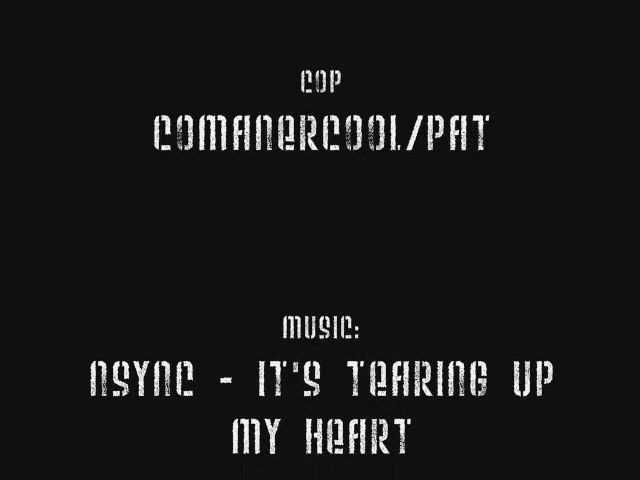 COP
COMANERCOOL/PAT
MUSIC:
NSYNC - IT'S TEARING UP
MY HEART